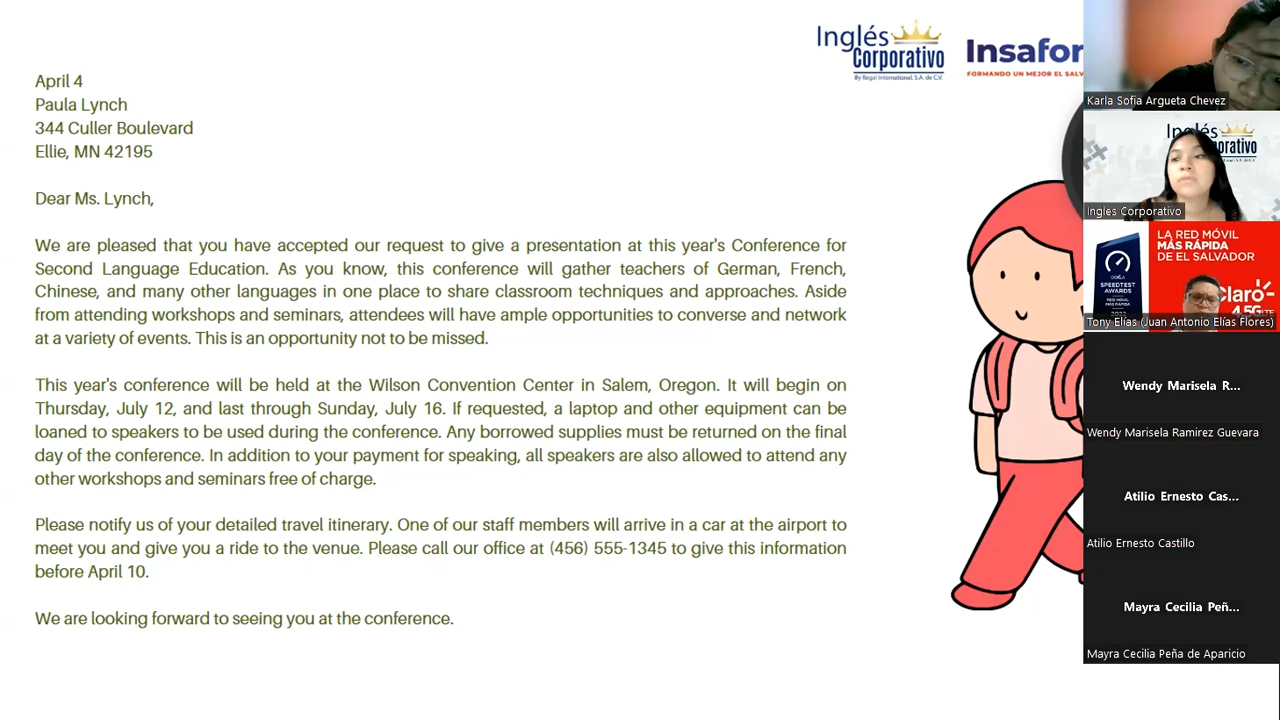 Inglés
Corporativo
By Regal International, S.A. de C.V.
Insafor
FORMANDO UN MEJOR EL SALV
April 4
Paula Lynch
344 Culler Boulevard
Ellie, MN 42195
Dear Ms. Lynch,
We are pleased that you have accepted our request to give a presentation at this year's Conference for
Second Language Education. As you know, this conference will gather teachers of German, French,
Chinese, and many other languages in one place to share classroom techniques and approaches. Aside
from attending workshops and seminars, attendees will have ample opportunities to converse and network
at a variety of events. This is an opportunity not to be missed.
This year's conference will be held at the Wilson Convention Center in Salem, Oregon. It will begin on
Thursday, July 12, and last through Sunday, July 16. If requested, a laptop and other equipment can be
loaned to speakers to be used during the conference. Any borrowed supplies must be returned on the final
day of the conference. In addition to your payment for speaking, all speakers are also allowed to attend any
other workshops and seminars free of charge.
Please notify us of your detailed travel itinerary. One of our staff members will arrive in a car at the airport to
meet you and give you a ride to the venue. Please call our office at (456) 555-1345 to give this information
before April 10.
We are looking forward to seeing you at the conference.
Karla Sofía Argueta Chevez
Inglés
porativo
Ingles Corporativo
LA RED MÓVIL
MÁS RÁPIDA
DE EL SALVADOR
SPEEDTEST
AWARDS
Claro
4.5G LTE
Tony Elías (Juan Antonio Elías Flores)
Wendy Marisela R...
Wendy Marisela Ramirez Guevara
Atilio Ernesto Cas...
Atilio Ernesto Castillo
Mayra Cecilia Peñ...
Mayra Cecilia Peña de Aparicio